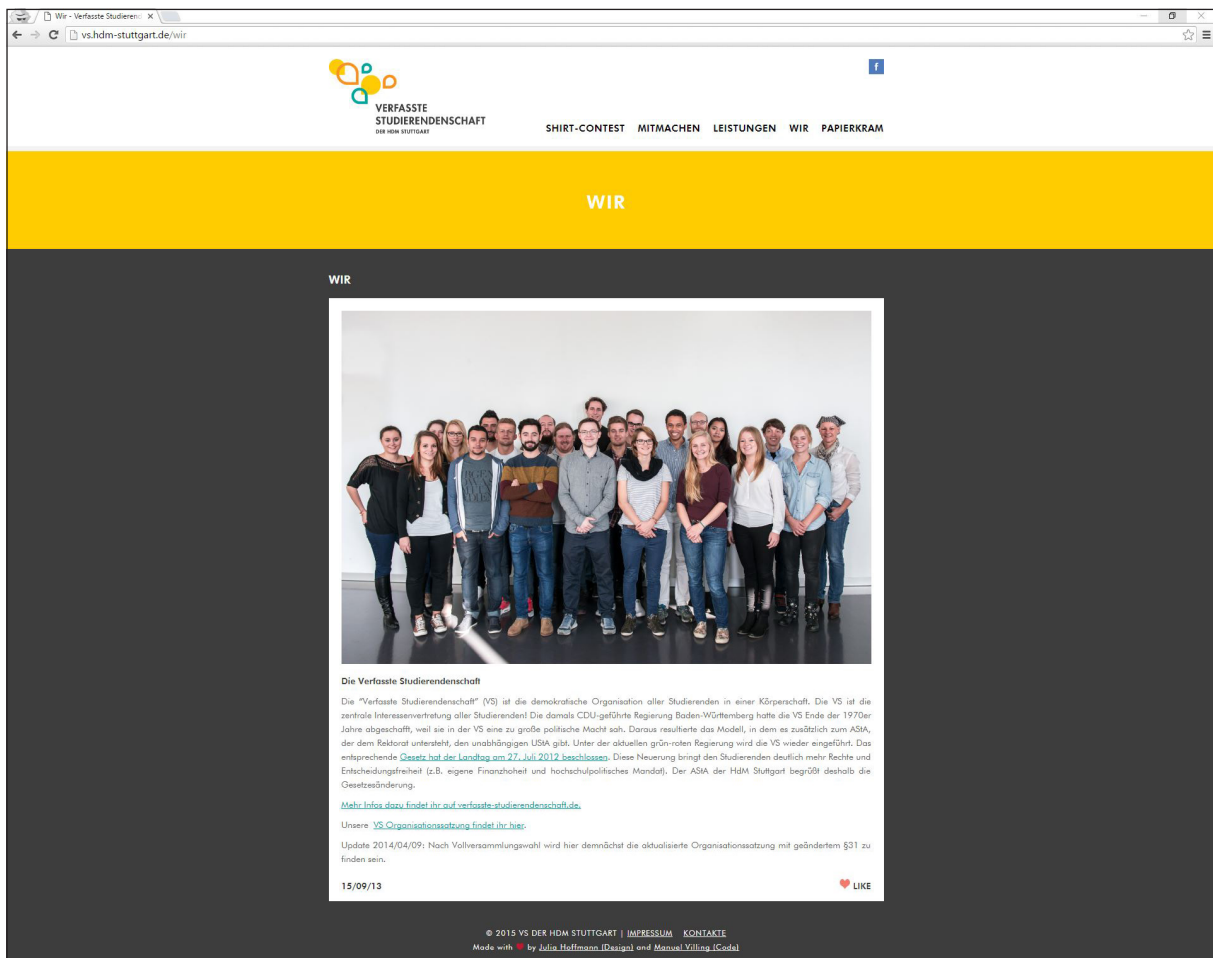 Wir - Verfasste Studieren
vs.hdm-stuttgart.de/wir
f
VERFASSTE
STUDIERENDENSCHAFT
DER HDM STUTTGART
SHIRT-CONTEST MITMACHEN LEISTUNGEN WIR PAPIERKRAM
WIR
WIR
Die Verfasste Studierendenschaft
Die "Verfasste Studierendenschaft" (VS) ist die demokratische Organisation aller Studierenden in einer Körperschaft. Die VS ist die
zentrale Interessenvertretung aller Studierenden! Die damals CDU-geführte Regierung Baden-Württemberg hatte die VS Ende der 1970er
Jahre abgeschafft, weil sie in der VS eine zu große politische Macht sah. Daraus resultierte das Modell, in dem es zusätzlich zum AStA,
der dem Rektorat untersteht, den unabhängigen UStA gibt. Unter der aktuellen grün-roten Regierung wird die VS wieder eingeführt. Das
entsprechende Gesetz hat der Landtag am 27. Juli 2012 beschlossen. Diese Neuerung bringt den Studierenden deutlich mehr Rechte und
Entscheidungsfreiheit (z.B. eigene Finanzhoheit und hochschulpolitisches Mandat). Der AStA der HdM Stuttgart begrüßt deshalb die
Gesetzesänderung.
Mehr Infos dazu findet ihr auf verfasste-studierendenschaft.de.
Unsere VS Organisationssatzung findet ihr hier.
Update 2014/04/09: Nach Vollversammlungswahl wird hier demnächst die aktualisierte Organisationssatzung mit geändertem §31 zu
finden sein.
15/09/13 LIKE
© 2015 VS DER HDM STUTTGART | IMPRESSUM KONTAKTE
Made with by Julia Hoffmann (Design) and Manuel Villing (Code)